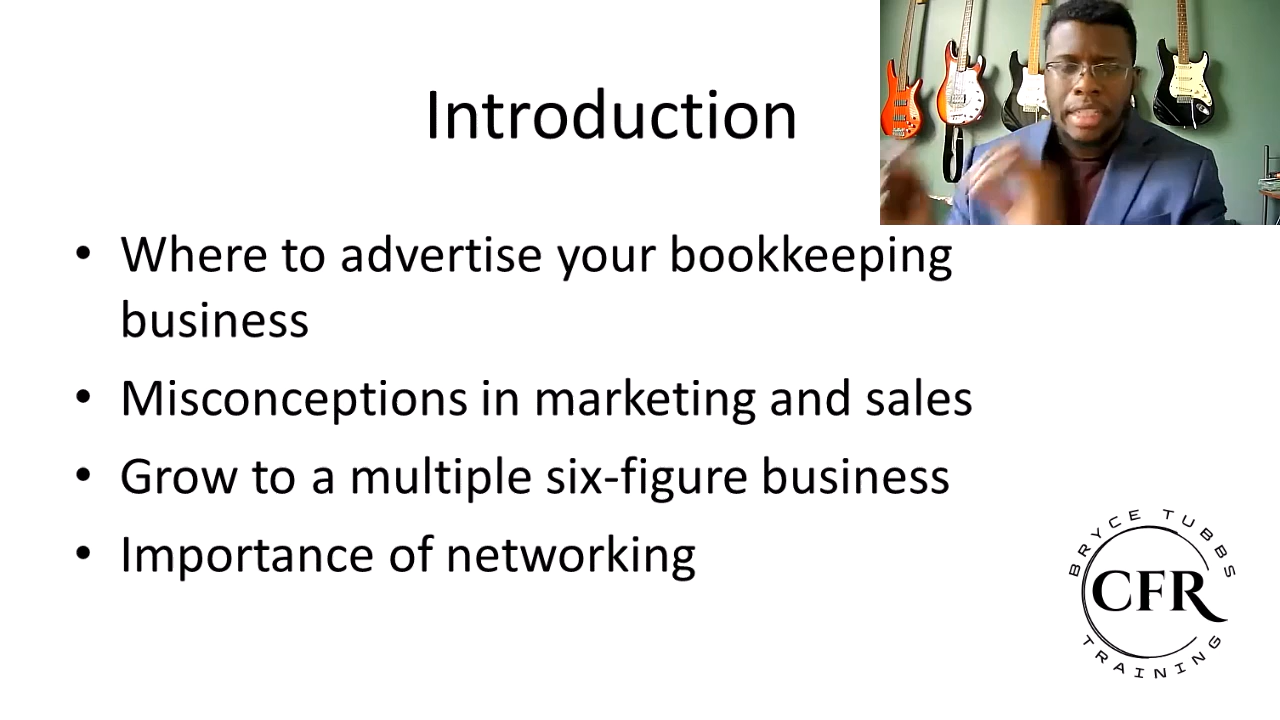 Introduction
• Where to advertise your bookkeeping
business
• Misconceptions in marketing and sales
• Grow to a multiple six-figure business
• Importance of networking
BRYCE TUBBS
CFR
TRAINING